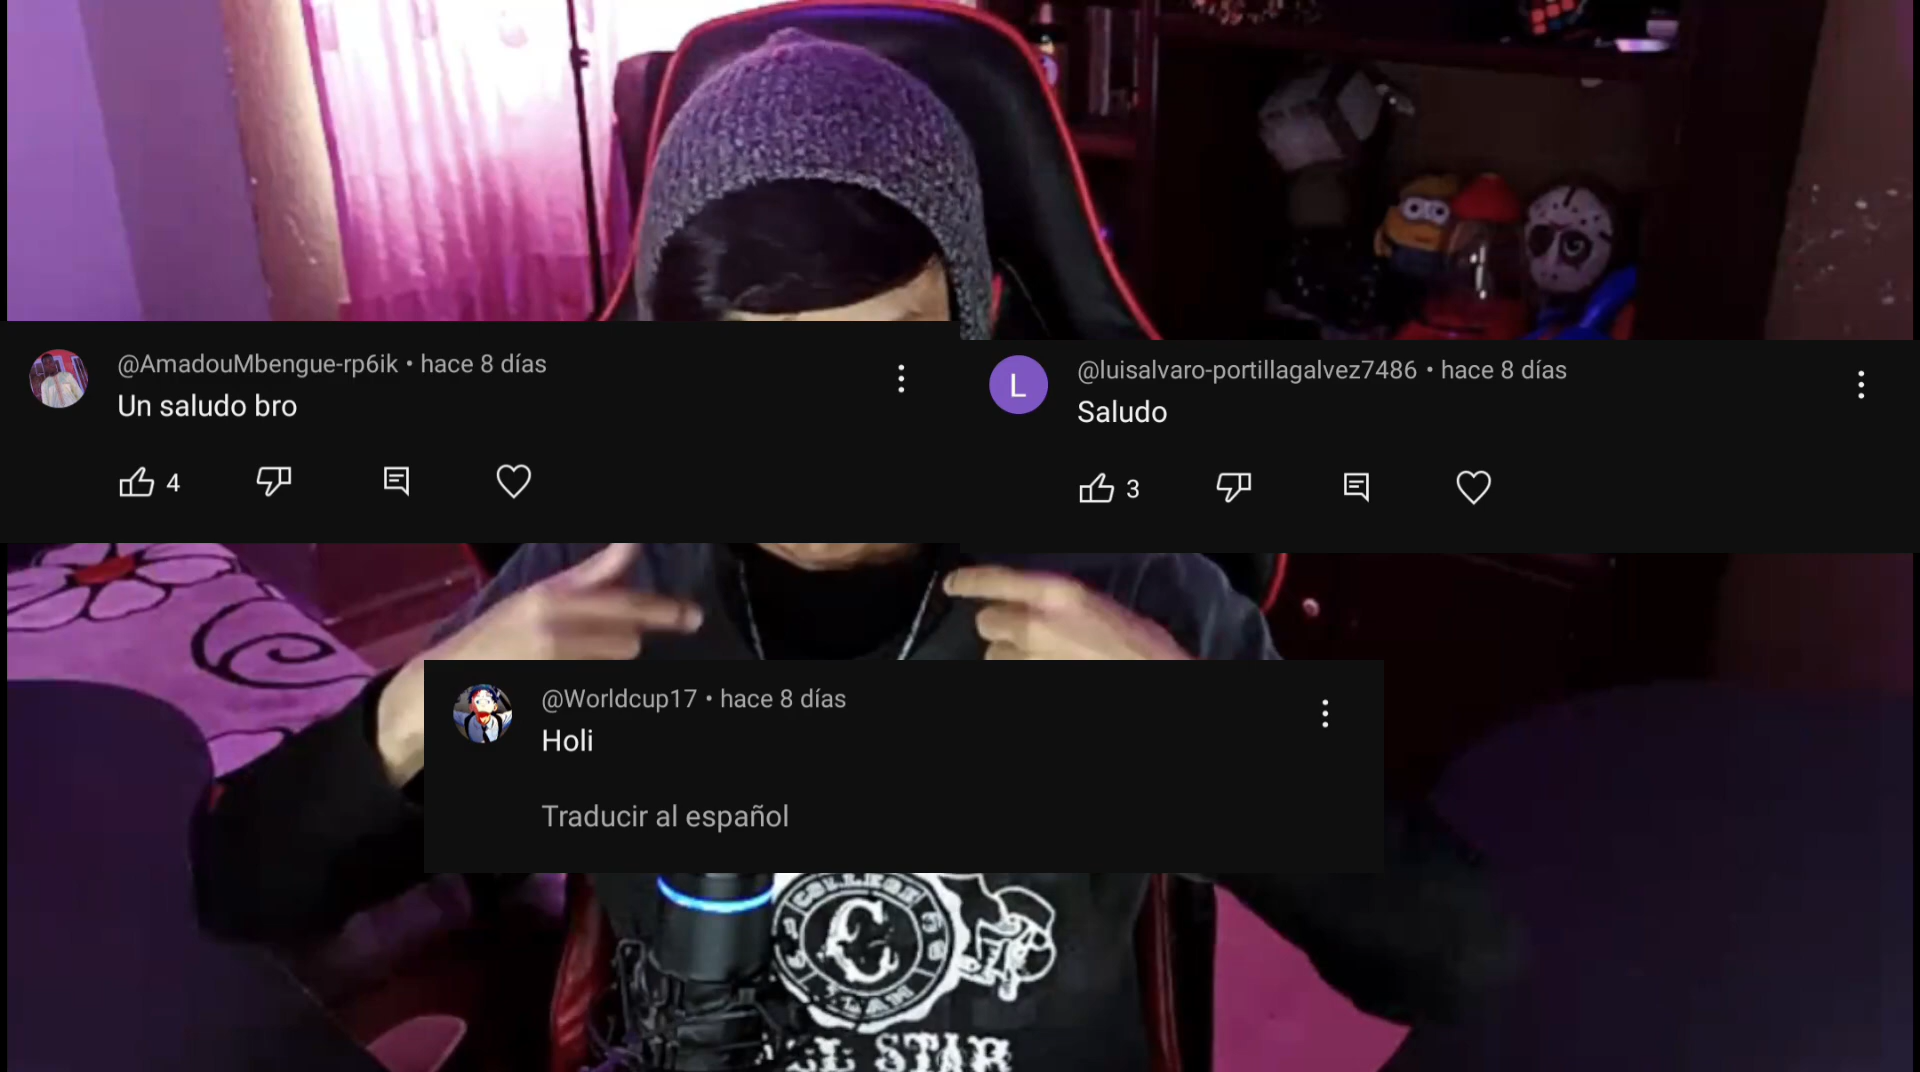 @AmadouMbengue-rp6ik • hace 8 días
Un saludo bro
4
@luisalvaro-portillagalvez7486 • hace 8 días
L
Saludo
3
@Worldcup17 • hace 8 días
Holi
Traducir al español
COLLEGE
C
STAR